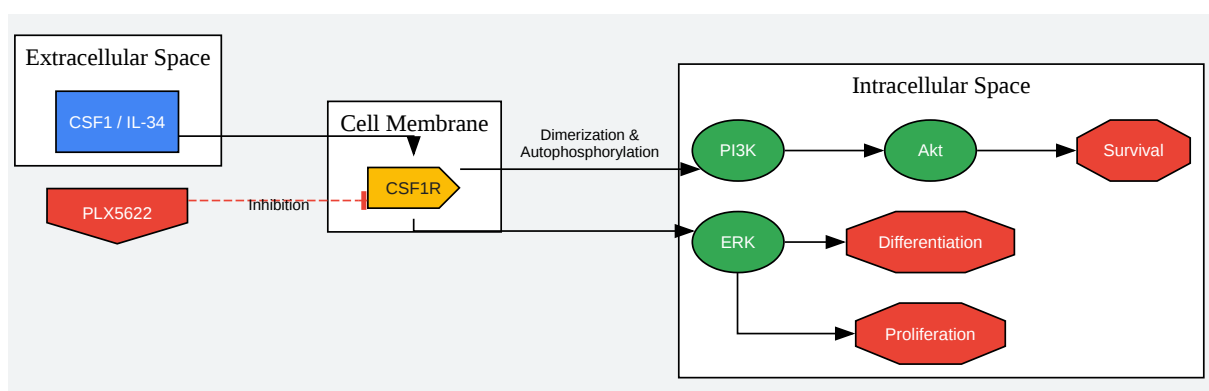 Extracellular Space
CSF1 / IL-34
PLX5622
Inhibition
Cell Membrane
CSF1R
Dimerization &
Autophosphorylation
Intracellular Space
PI3K
Akt
Survival
ERK
Differentiation
Proliferation